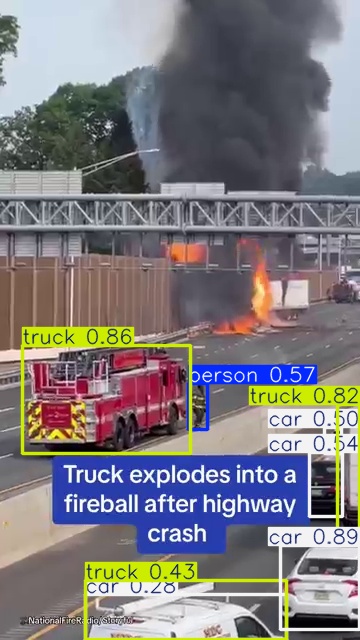 truck 0.86
person 0.57
truck 0.82
car 0.50
car 0.54
Truck explodes into a
fireball after highway
crash
car 0.89
truck 0.43
car 0.28
NationalFireRadio/Storyful